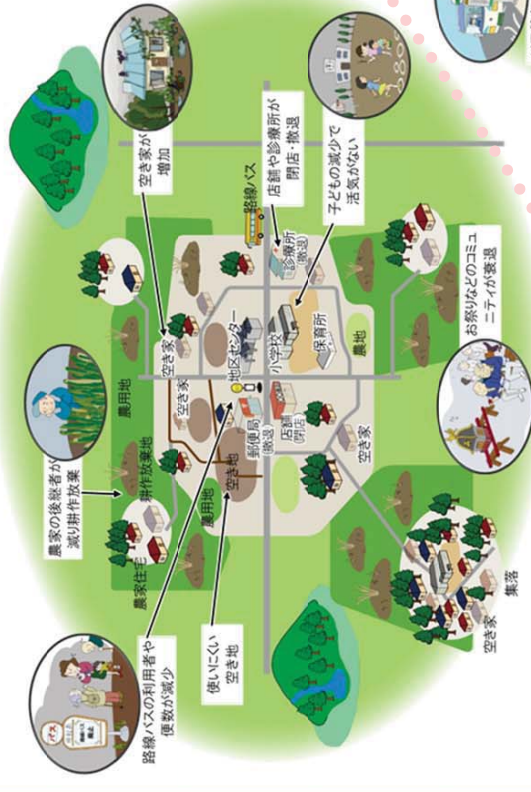 農家の後継者が
減り耕作放棄
空き家が
増加
店舗や診療所が
閉店・撤退
子どもの減少で
活気がない
お祭りなどのコミュ
ニティが衰退
路線バスの利用者や
便数が減少
使いにくい
空き地
農家住宅
耕作放棄地
農用地
農用地
空き家
空き家
地区センター
路線バス
郵便局
(撤退)
空き地
店舗
(閉店)
小学校
診療所
(撤退)
保育所
農地
空き家
空き家
集落
バス